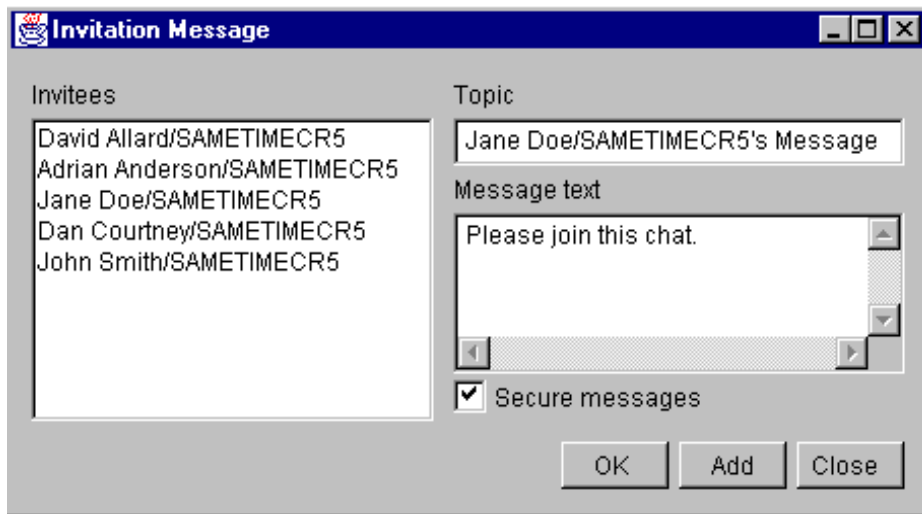 Invitation Message
Invitees
David Allard/SAMETIMECR5
Adrian Anderson/SAMETIMECR5
Jane Doe/SAMETIMECR5
Dan Courtney/SAMETIMECR5
John Smith/SAMETIMECR5
Topic
Jane Doe/SAMETIMECR5's Message
Message text
Please join this chat.
Secure messages
OK Add Close